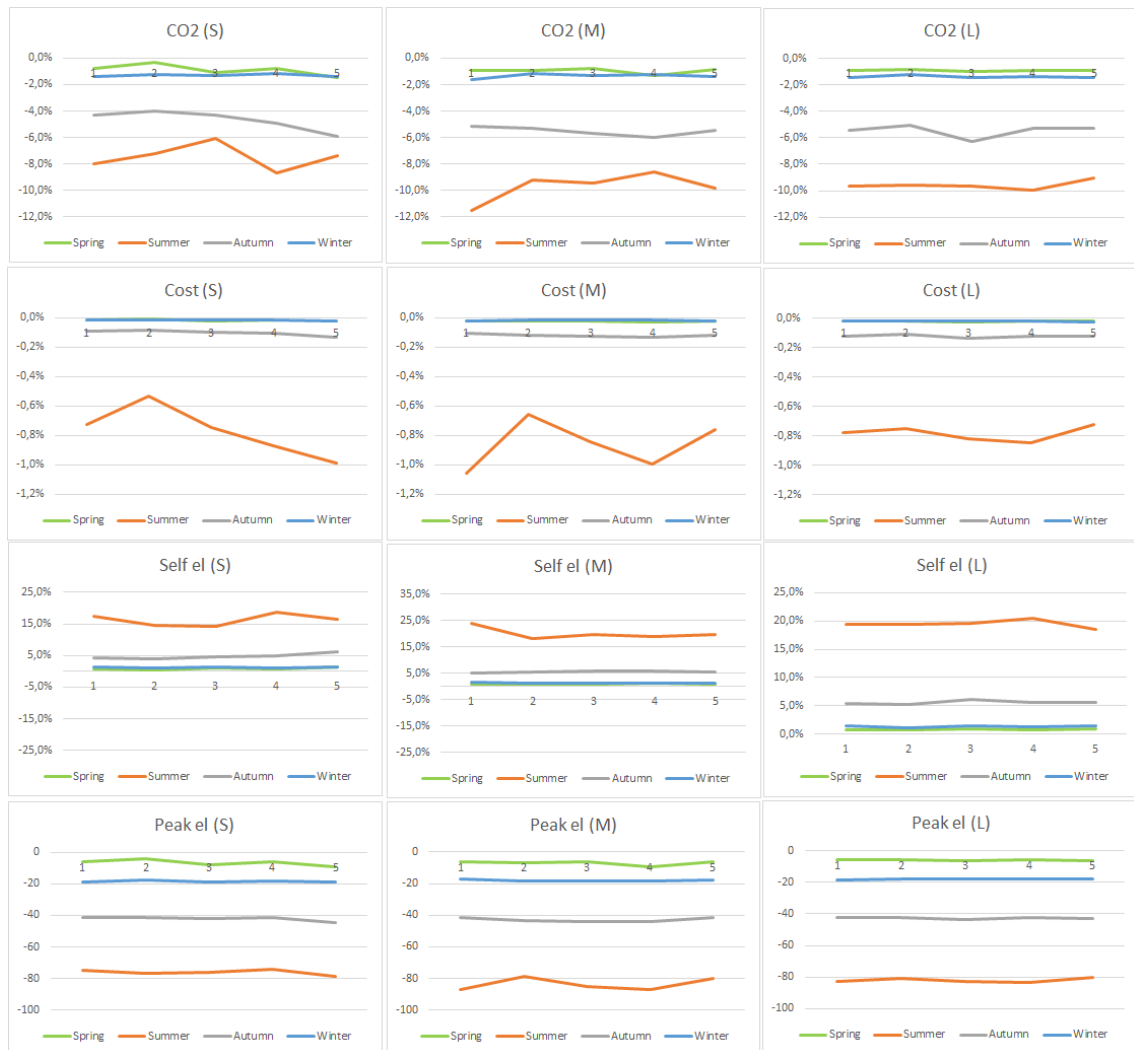 CO2 (S)
0,0%
-2,0%
-4,0%
-6,0%
-8,0%
-10,0%
-12,0%
1 2 3 4 5
Spring Summer Autumn Winter
CO2 (M)
0,0%
-2,0%
-4,0%
-6,0%
-8,0%
-10,0%
-12,0%
1 2 3 4 5
Spring Summer Autumn Winter
CO2 (L)
0,0%
-2,0%
-4,0%
-6,0%
-8,0%
-10,0%
-12,0%
1 2 3 4 5
Spring Summer Autumn Winter
Cost (S)
0,0%
-0,2%
-0,4%
-0,6%
-0,8%
-1,0%
-1,2%
1 2 3 4 5
Spring Summer Autumn Winter
Cost (M)
0,0%
-0,2%
-0,4%
-0,6%
-0,8%
-1,0%
-1,2%
1 2 3 4 5
Spring Summer Autumn Winter
Cost (L)
0,0%
-0,2%
-0,4%
-0,6%
-0,8%
-1,0%
-1,2%
1 2 3 4 5
Spring Summer Autumn Winter
Self el (S)
25,0%
15,0%
5,0%
-5,0%
-15,0%
-25,0%
1 2 3 4 5
Spring Summer Autumn Winter
Self el (M)
35,0%
25,0%
15,0%
5,0%
-5,0%
-15,0%
-25,0%
1 2 3 4 5
Spring Summer Autumn Winter
Self el (L)
25,0%
20,0%
15,0%
10,0%
5,0%
0,0%
1 2 3 4 5
Spring Summer Autumn Winter
Peak el (S)
0
-20
-40
-60
-80
-100
1 2 3 4 5
Spring Summer Autumn Winter
Peak el (M)
0
-20
-40
-60
-80
-100
1 2 3 4 5
Spring Summer Autumn Winter
Peak el (L)
0
-20
-40
-60
-80
-100
1 2 3 4 5
Spring Summer Autumn Winter